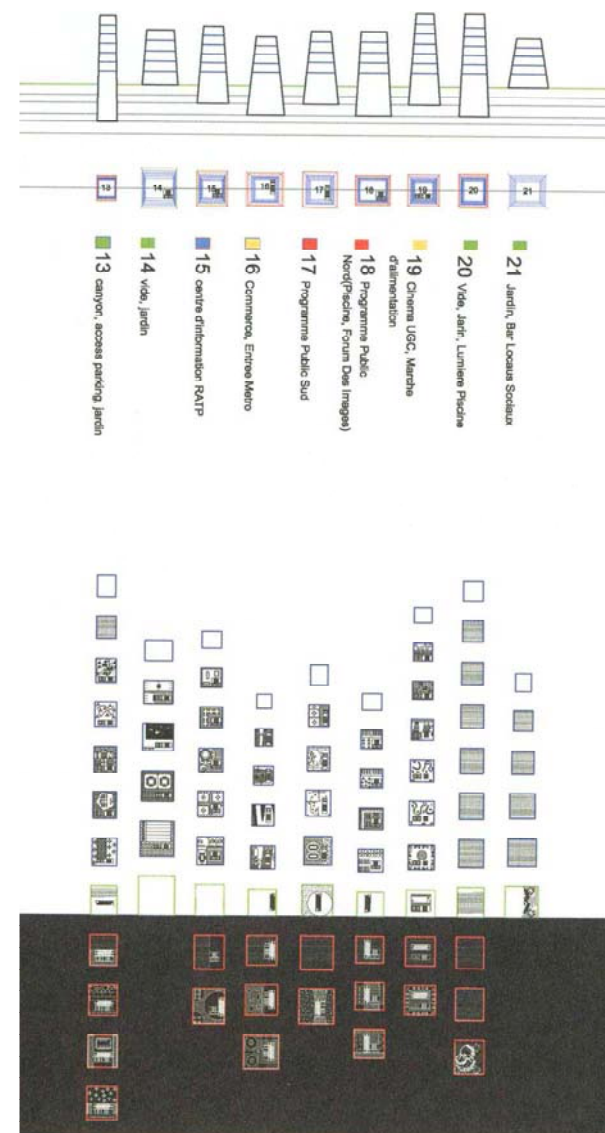 13
14
15
16
17
18
19
20
21
13 canyon, access parking, jardin
14 vide, jardin
15 centre d'information RATP
16 Commerce, Entree Metro
17 Programme Public Sud
18 Programme Public
Nord(Piscine, Forum Des Images)
19 Cinema UGC, Marche
d'alimentation
20 Vide, Jarin, Lumiere Piscine
21 Jardin, Bar Locaus Sociaux